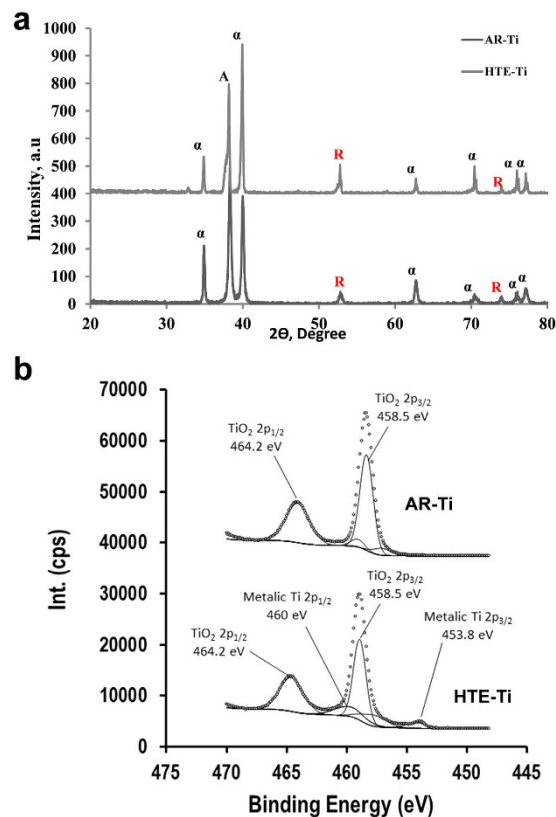 a
1000
900
800
700
600
500
400
300
200
100
0
Intensity, a.u
AR-Ti
HTE-Ti
α
A
α
R
α
α
R
α
α
α
R
α
α
R
α
α
20 30 40 50 60 70 80
2Θ, Degree
b
70000
60000
50000
40000
30000
20000
10000
0
Int. (cps)
TiO₂ 2p₃/₂
458.5 eV
TiO₂ 2p₁/₂
464.2 eV
AR-Ti
TiO₂ 2p₃/₂
458.5 eV
Metalic Ti 2p₁/₂
460 eV
Metalic Ti 2p₃/₂
453.8 eV
TiO₂ 2p₁/₂
464.2 eV
HTE-Ti
475 470 465 460 455 450 445
Binding Energy (eV)